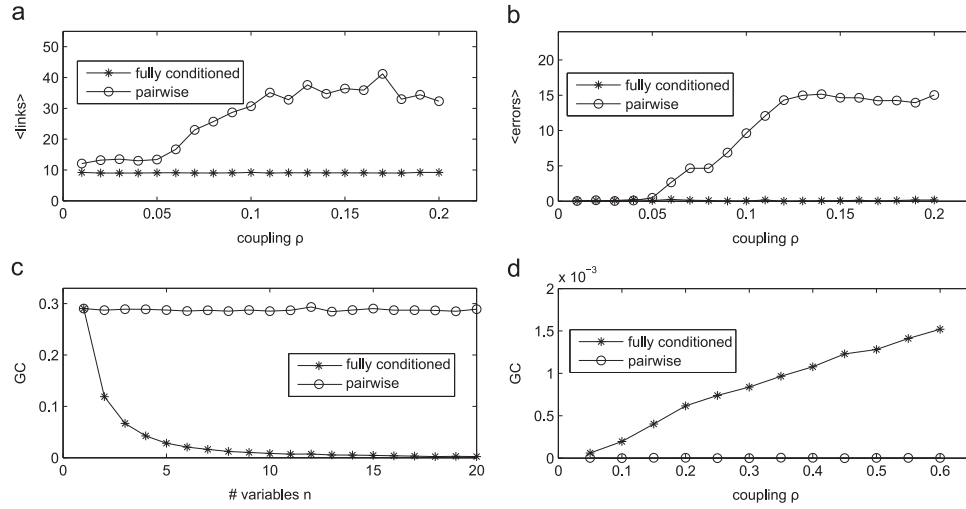 a
50
40
30
20
10
0
<links>
fully conditioned
pairwise
0
0.05
0.1
0.15
0.2
coupling ρ
b
20
15
10
5
0
<errors>
fully conditioned
pairwise
0
0.05
0.1
0.15
0.2
coupling ρ
c
0.3
0.2
0.1
0
GC
fully conditioned
pairwise
0
5
10
15
20
# variables n
d
x 10⁻³
2
1.5
1
0.5
0
GC
fully conditioned
pairwise
0
0.1
0.2
0.3
0.4
0.5
0.6
coupling ρ